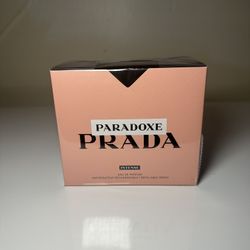 PARADOXE
PRADA
INTENSE
EAU DE PARFUM